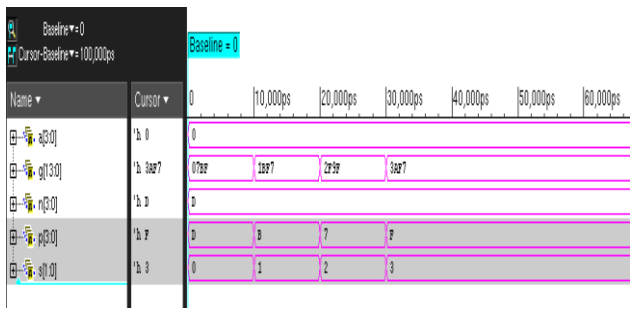 Baseline▼=0
Cursor-Baseline▼=100,000ps
Baseline = 0
Name ▼ Cursor ▼ 0 10,000ps 20,000ps 30,000ps 40,000ps 50,000ps 60,000ps
a[3:0] 'h 0 0
g[13:0] 'h 3AF7 07BF 1BF7 2F9F 3AF7
n[3:0] 'h D D
p[3:0] 'h F D B 7 F
s[1:0] 'h 3 0 1 2 3